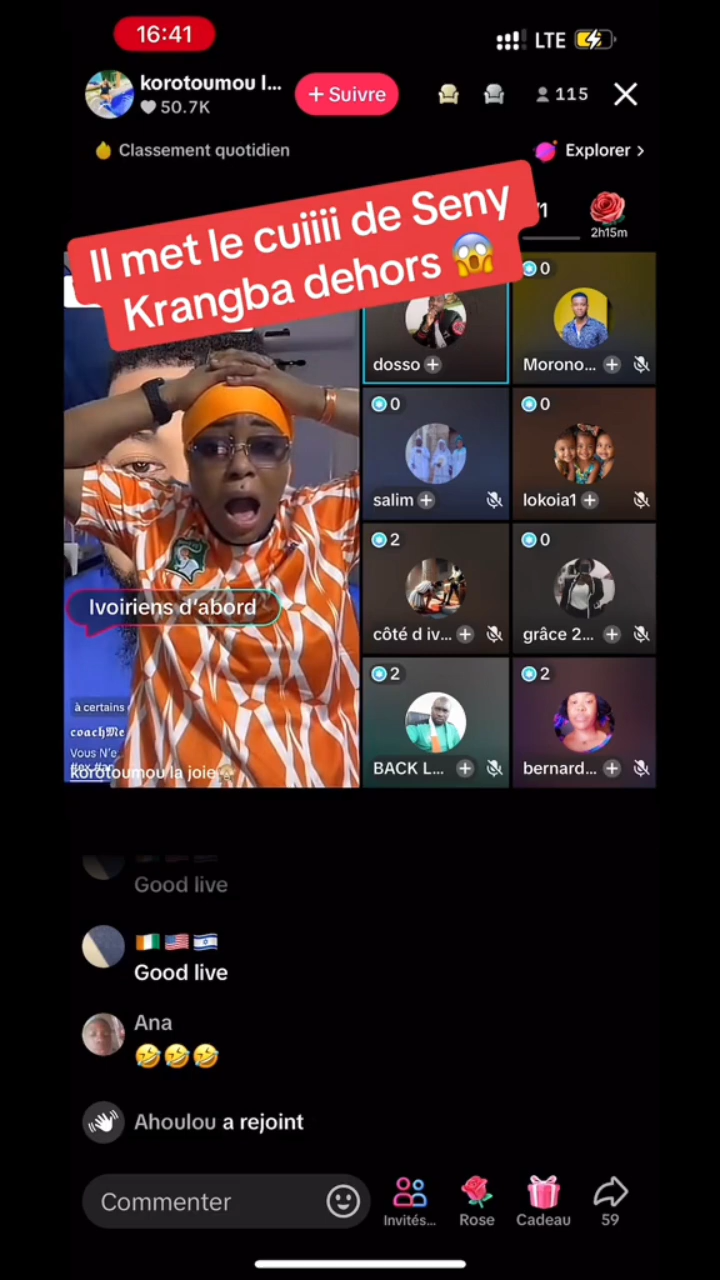 16:41
LTE
korotoumou l...
50.7K
+ Suivre
115
Classement quotidien
Explorer >
2h15m
Il met le cuiiii de Seny
Krangba dehors 😱
0
dosso +
Morono... +
0
0
salim +
lokoia1 +
2
0
côté d iv... +
grâce 2... +
2
2
BACK L... +
bernard... +
Ivoiriens d'abord
à certains
coachMe
Vous N'e
korotoumou la joie
Good live
🇨🇮🇺🇸🇮🇱
Good live
Ana
🤣🤣🤣
Ahoulou a rejoint
Commenter
Invités...
Rose
Cadeau
59